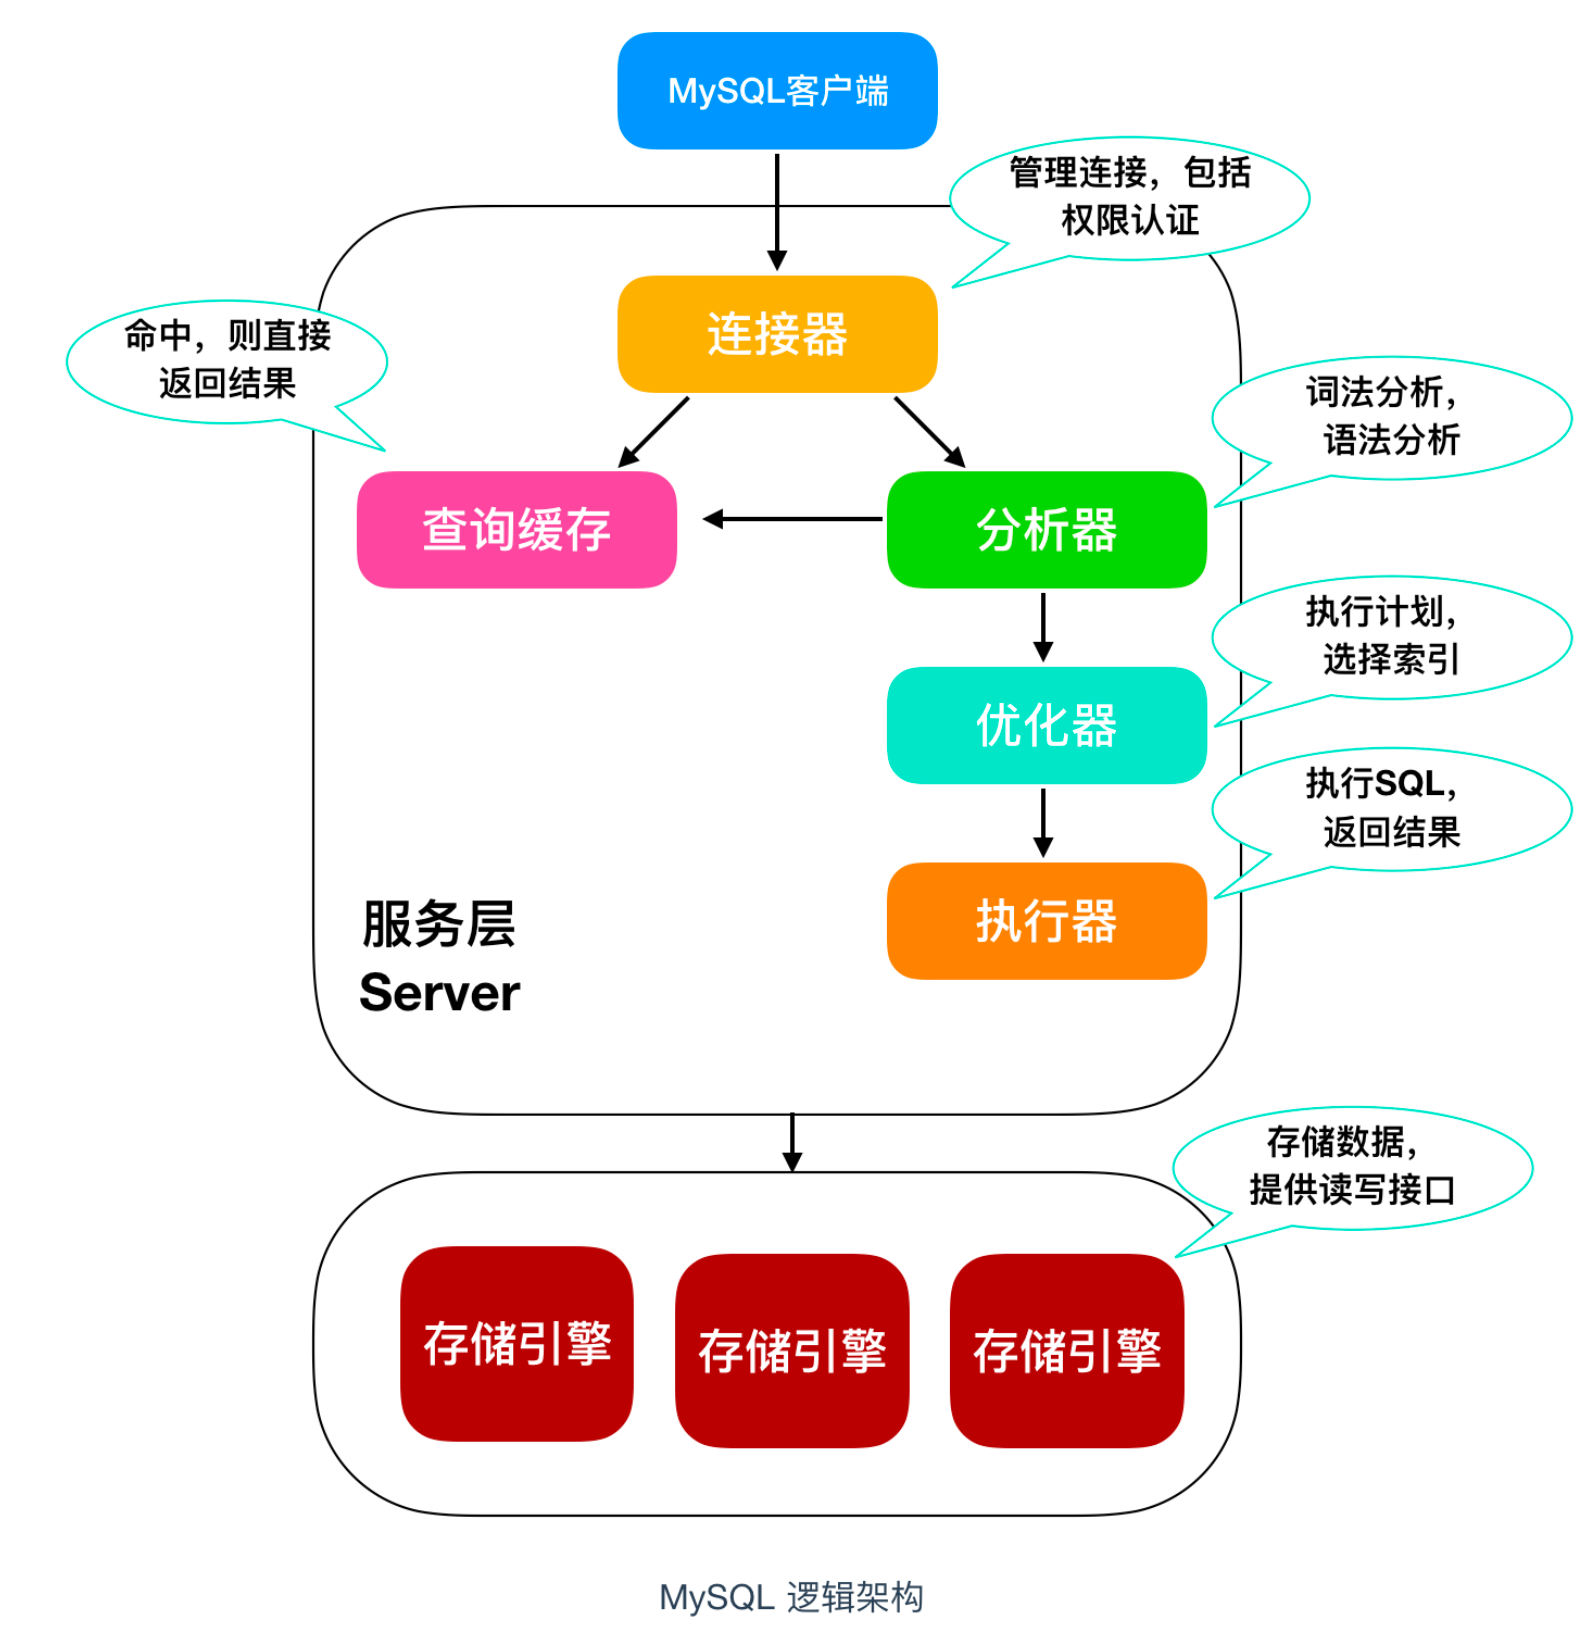 MySQL客户端
管理连接，包括
权限认证
连接器
命中，则直接
返回结果
词法分析，
语法分析
查询缓存
分析器
执行计划，
选择索引
优化器
执行SQL，
返回结果
执行器
服务层
Server
存储数据，
提供读写接口
存储引擎
存储引擎
存储引擎
MySQL 逻辑架构